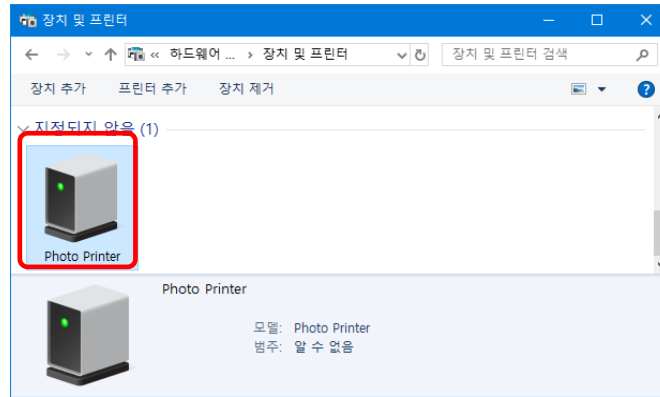 장치 및 프린터
« 하드웨어 ... › 장치 및 프린터
장치 및 프린터 검색
장치 추가 프린터 추가 장치 제거
지정되지 않음 (1)
Photo Printer
Photo Printer
모델: Photo Printer
범주: 알 수 없음